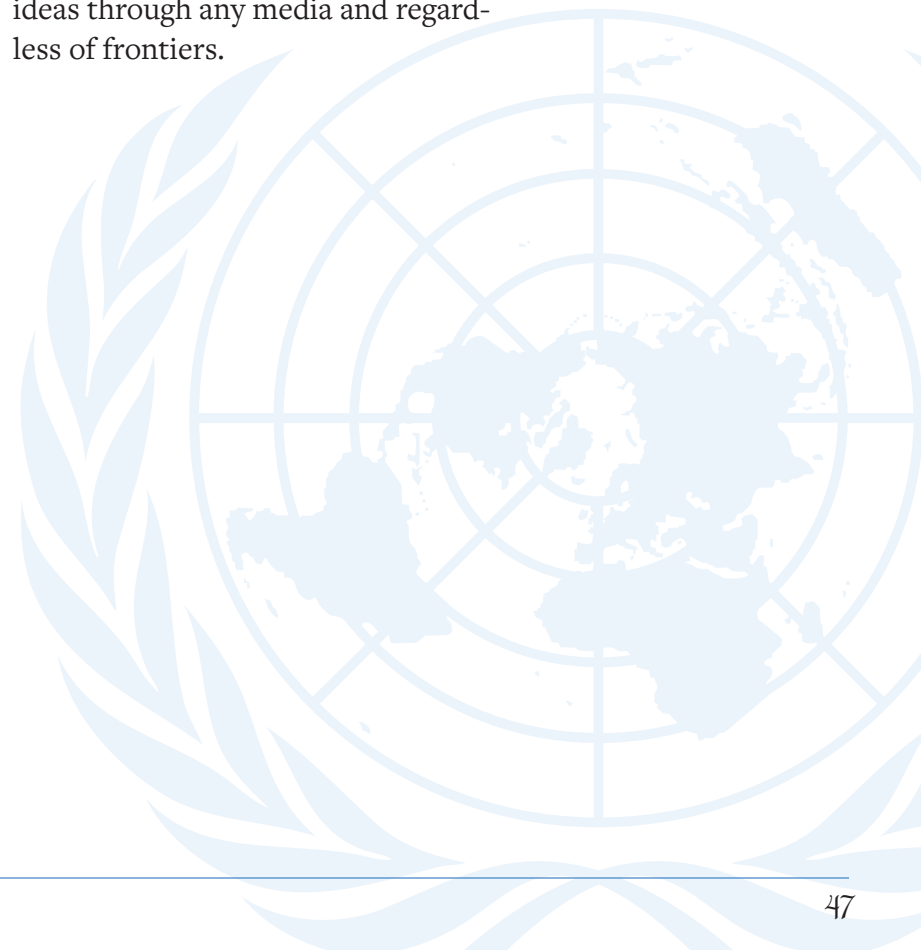 ideas through any media and regard-
less of frontiers.
47